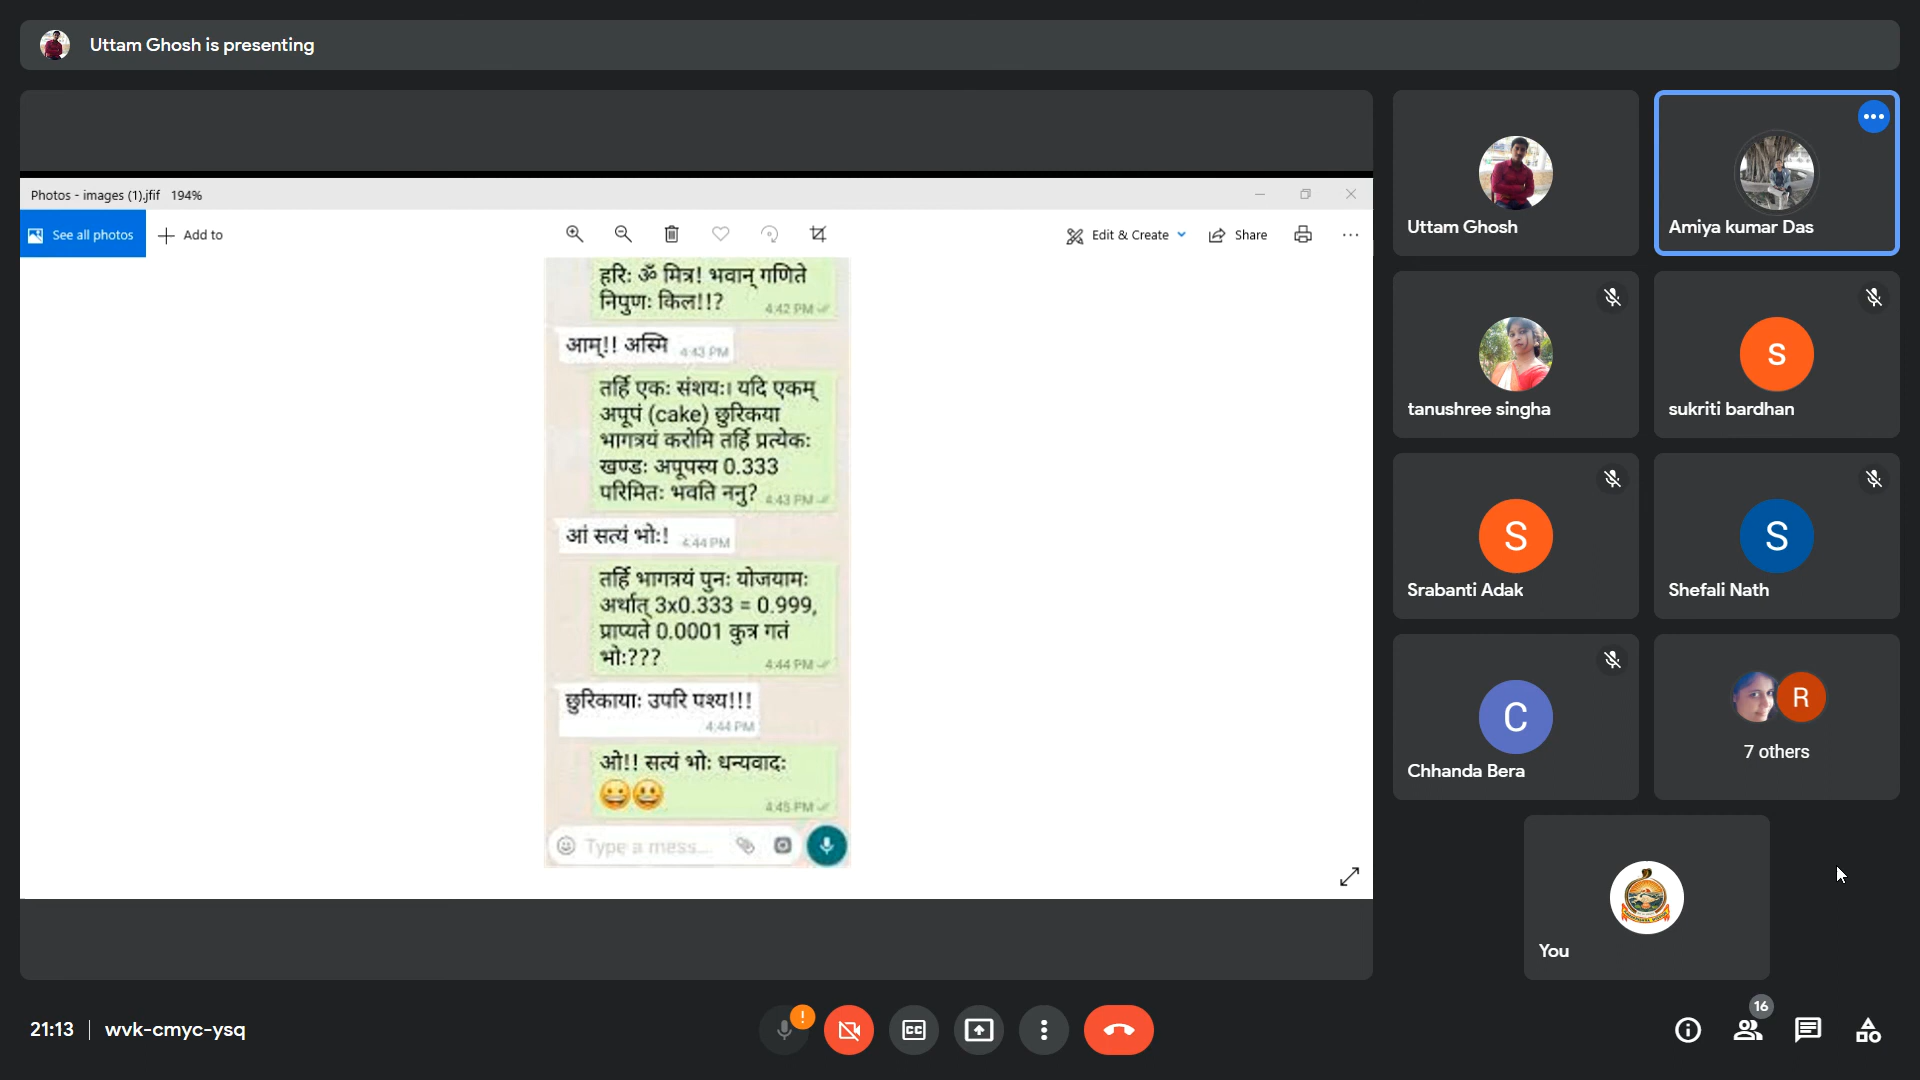 Uttam Ghosh is presenting
Photos - images (1).jfif 194%
See all photos
Add to
Edit & Create
Share
हरिः ॐ मित्र! भवान् गणिते
निपुणः किल!!?
4:42 PM
आम्!! अस्मि 4:43 PM
तर्हि एकः संशयः। यदि एकम्
अपूपं (cake) छुरिकया
भागत्रयं करोमि तर्हि प्रत्येकः
खण्डः अपूपस्य 0.333
परिमितः भवति ननु? 4:43 PM
आं सत्यं भोः! 4:44 PM
तर्हि भागत्रयं पुनः योजयामः
अर्थात् 3x0.333 = 0.999,
प्राप्यते 0.0001 कुत्र गतं
भोः???
4:44 PM
छुरिकायाः उपरि पश्य!!!
4:44 PM
ओ!! सत्यं भोः धन्यवादः
😀😀 4:45 PM
Type a mess...
Uttam Ghosh
Amiya kumar Das
tanushree singha
S
sukriti bardhan
S
Srabanti Adak
S
Shefali Nath
C
Chhanda Bera
R
7 others
You
21:13 | wvk-cmyc-ysq
!
CC
16